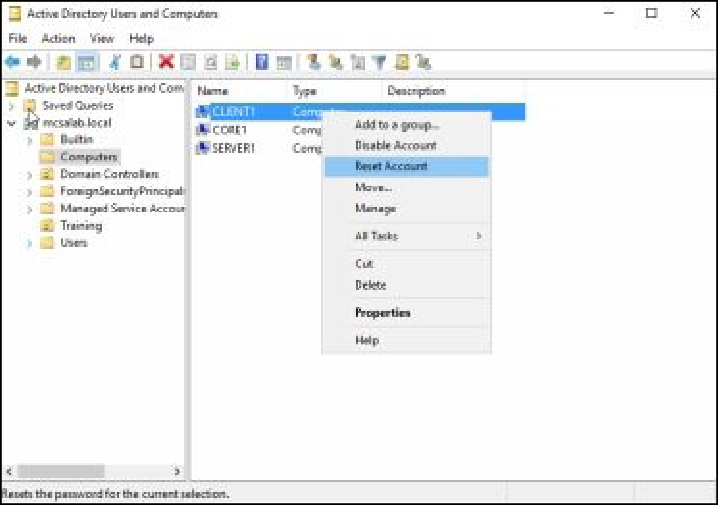 Active Directory Users and Computers
File Action View Help
Active Directory Users and Com
Saved Queries
mcsalab.local
Builtin
Computers
Domain Controllers
ForeignSecurityPrincipals
Managed Service Accour
Training
Users
Name Type Description
CLIENT1 Computer
CORE1 Comp
SERVER1 Comp
Add to a group...
Disable Account
Reset Account
Move...
Manage
All Tasks
Cut
Delete
Properties
Help
Resets the password for the current selection.